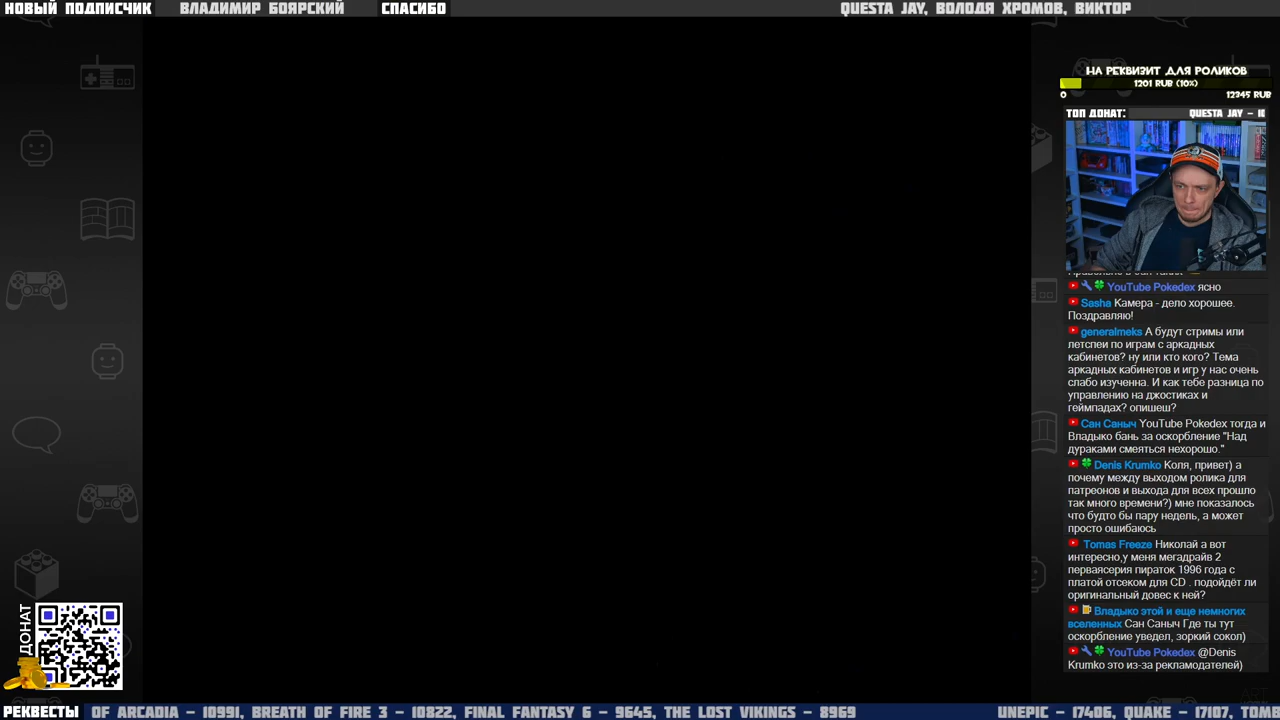 НОВЫЙ ПОДПИСЧИК ВЛАДИМИР БОЯРСКИЙ СПАСИБО QUESTA JAY, ВОЛОДЯ ХРОМОВ, ВИКТОР
НА РЕКВИЗИТ ДЛЯ РОЛИКОВ
1201 RUB (10%)
0 12345 RUB
ТОП ДОНАТ: QUESTA JAY - 1
YouTube Pokedex ясно
Sasha Камера - дело хорошее.
Поздравляю!
generalmeks А будут стримы или
летспеи по играм с аркадных
кабинетов? ну или кто кого? Тема
аркадных кабинетов и игр у нас очень
слабо изученна. И как тебе разница по
управлению на джостиках и
геймпадах? опишеш?
Сан Саныч YouTube Pokedex тогда и
Владыко бань за оскорбление "Над
дураками смеяться нехорошо."
Denis Krumko Коля, привет) а
почему между выходом ролика для
патреонов и выхода для всех прошло
так много времени?) мне показалось
что будто бы пару недель, а может
просто ошибаюсь
Tomas Freeze Николай а вот
интересно,у меня мегадрайв 2
перваясерия пираток 1996 года с
платой отсеком для CD . подойдёт ли
оригинальный довес к ней?
Владыко этой и еще немногих
вселенных Сан Саныч Где ты тут
оскорбление уведел, зоркий сокол)
YouTube Pokedex @Denis
Krumko это из-за рекламодателей)
ДОНАТ
РЕКВЕСТЫ OF ARCADIA - 10991, BREATH OF FIRE 3 - 10822, FINAL FANTASY 6 - 9645, THE LOST VIKINGS - 8969 UNEPIC - 17406, QUAKE - 17107, TOMB